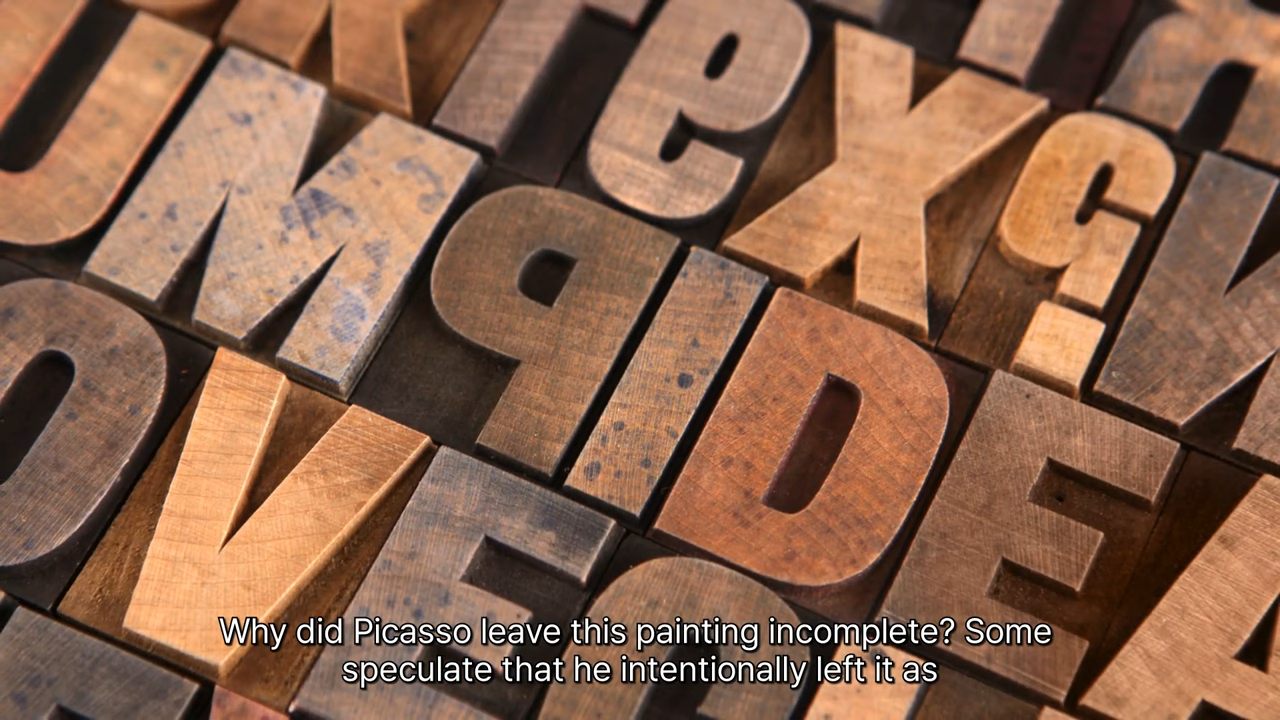 e X ?
U M q I D E A
O V E
Why did Picasso leave this painting incomplete? Some
speculate that he intentionally left it as